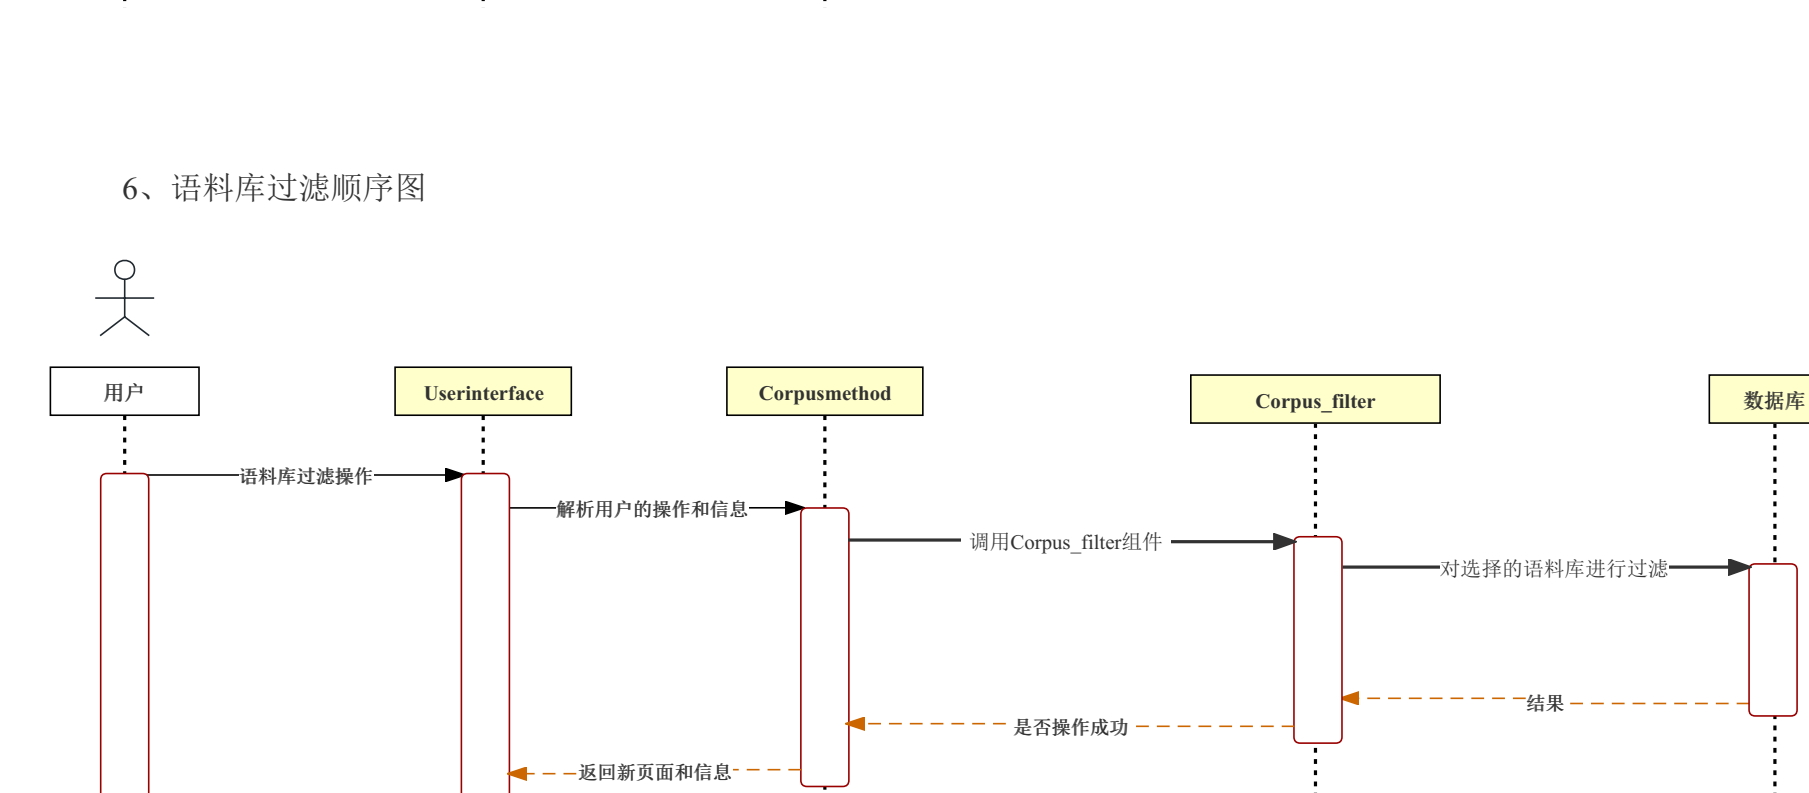 6、语料库过滤顺序图
用户
Userinterface
Corpusmethod
Corpus_filter
数据库
语料库过滤操作
解析用户的操作和信息
调用Corpus_filter组件
对选择的语料库进行过滤
结果
是否操作成功
返回新页面和信息